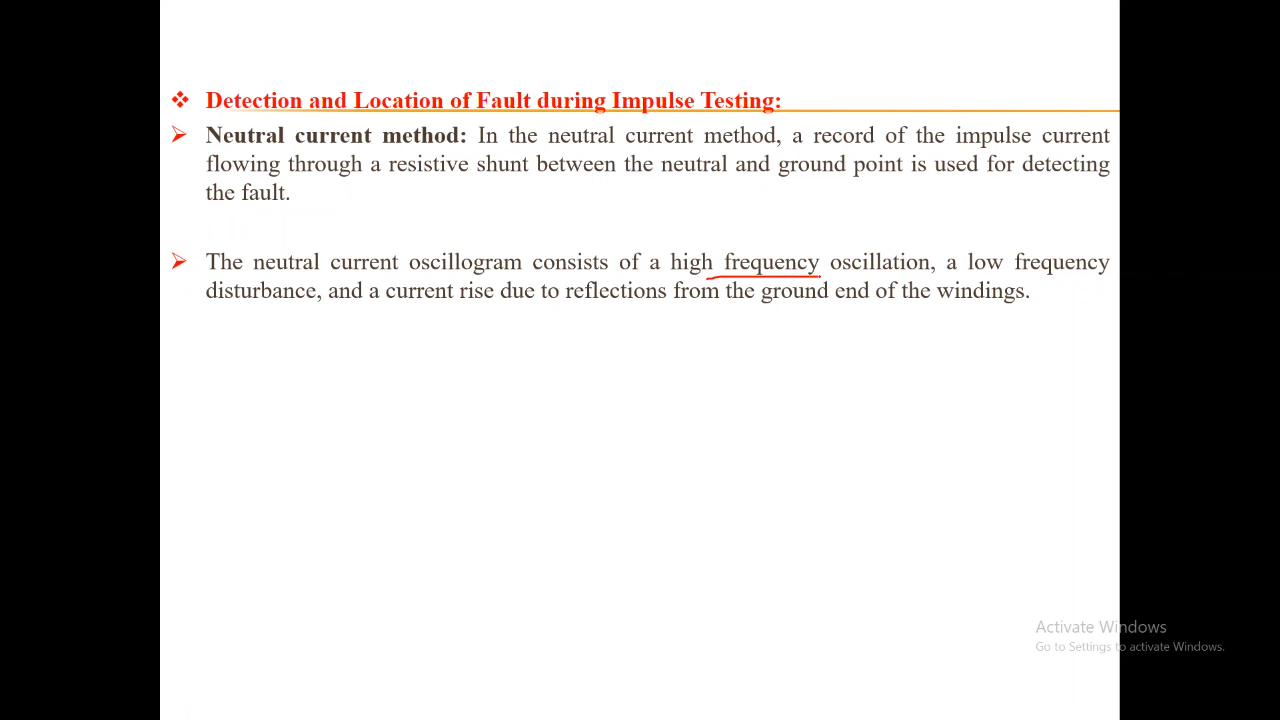 ❖ Detection and Location of Fault during Impulse Testing:
➢ Neutral current method: In the neutral current method, a record of the impulse current
flowing through a resistive shunt between the neutral and ground point is used for detecting
the fault.
➢ The neutral current oscillogram consists of a high frequency oscillation, a low frequency
disturbance, and a current rise due to reflections from the ground end of the windings.
Activate Windows
Go to Settings to activate Windows.